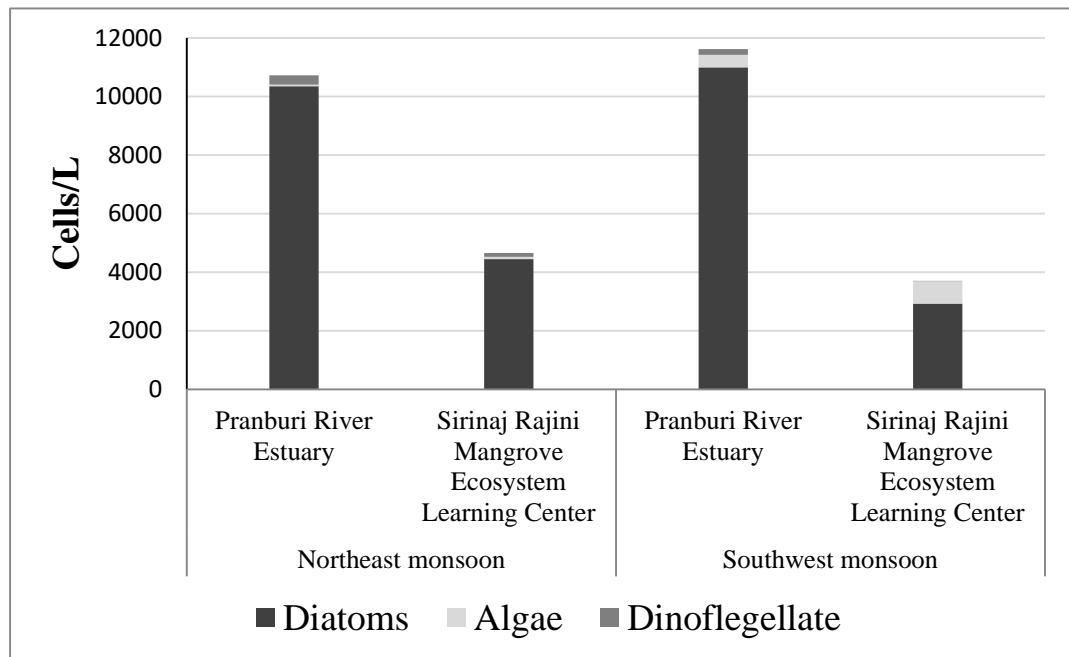 12000
10000
8000
6000
4000
2000
0
Cells/L
Pranburi River
Estuary
Sirinaj Rajini
Mangrove
Ecosystem
Learning Center
Pranburi River
Estuary
Sirinaj Rajini
Mangrove
Ecosystem
Learning Center
Northeast monsoon
Southwest monsoon
Diatoms Algae Dinoflegellate